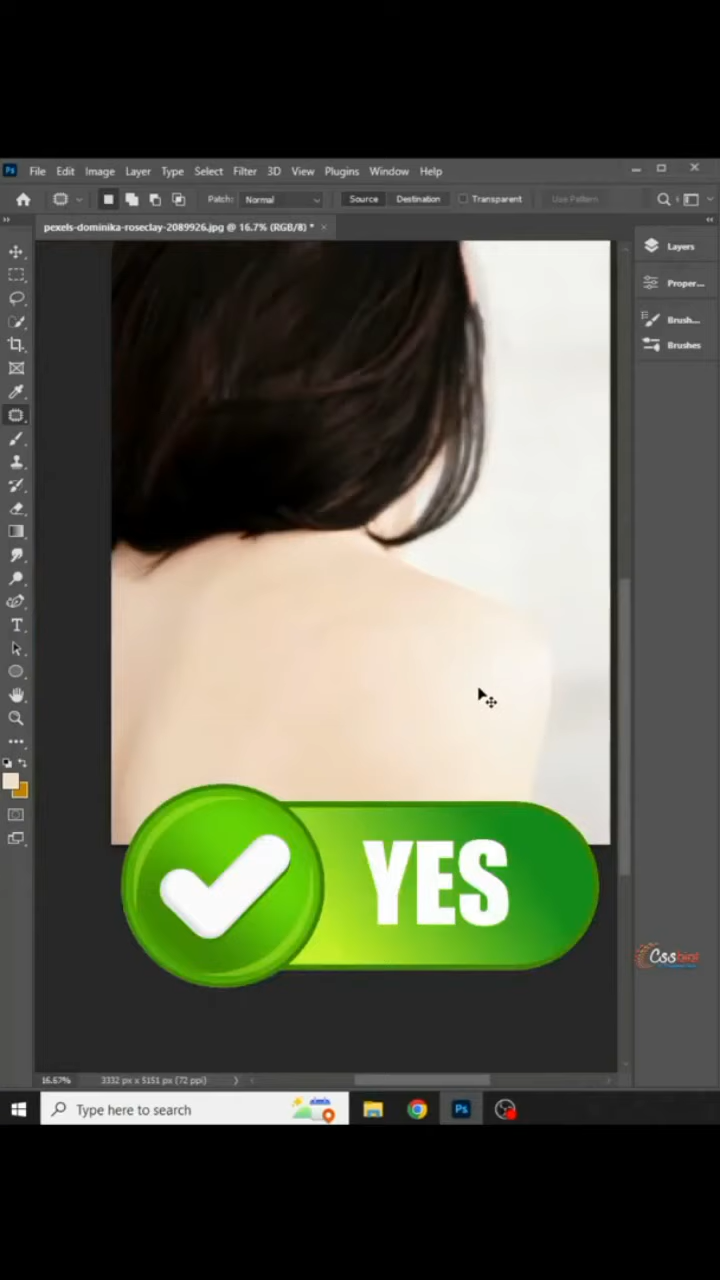 Ps File Edit Image Layer Type Select Filter 3D View Plugins Window Help
Patch: Normal Source Destination Transparent Use Pattern
pexels-dominika-roseclay-2089926.jpg @ 16.7% (RGB/8) *
Layers
Proper...
Brush...
Brushes
T
YES
Css
16.67% 3332 px x 5151 px (72 ppi)
Type here to search
Ps